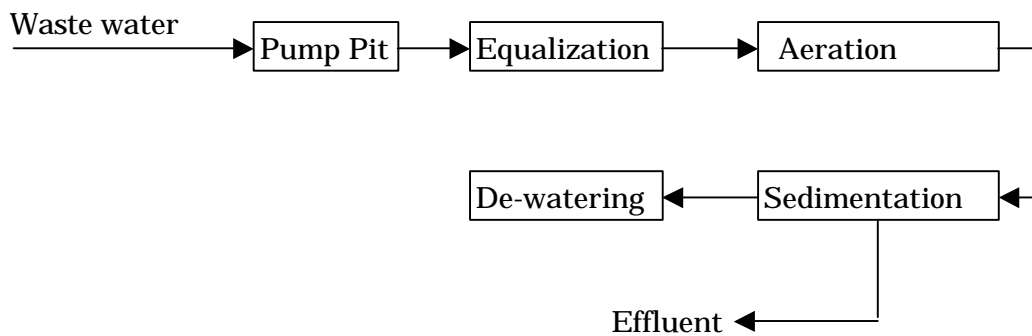 Waste water
Pump Pit
Equalization
Aeration
De-watering
Sedimentation
Effluent